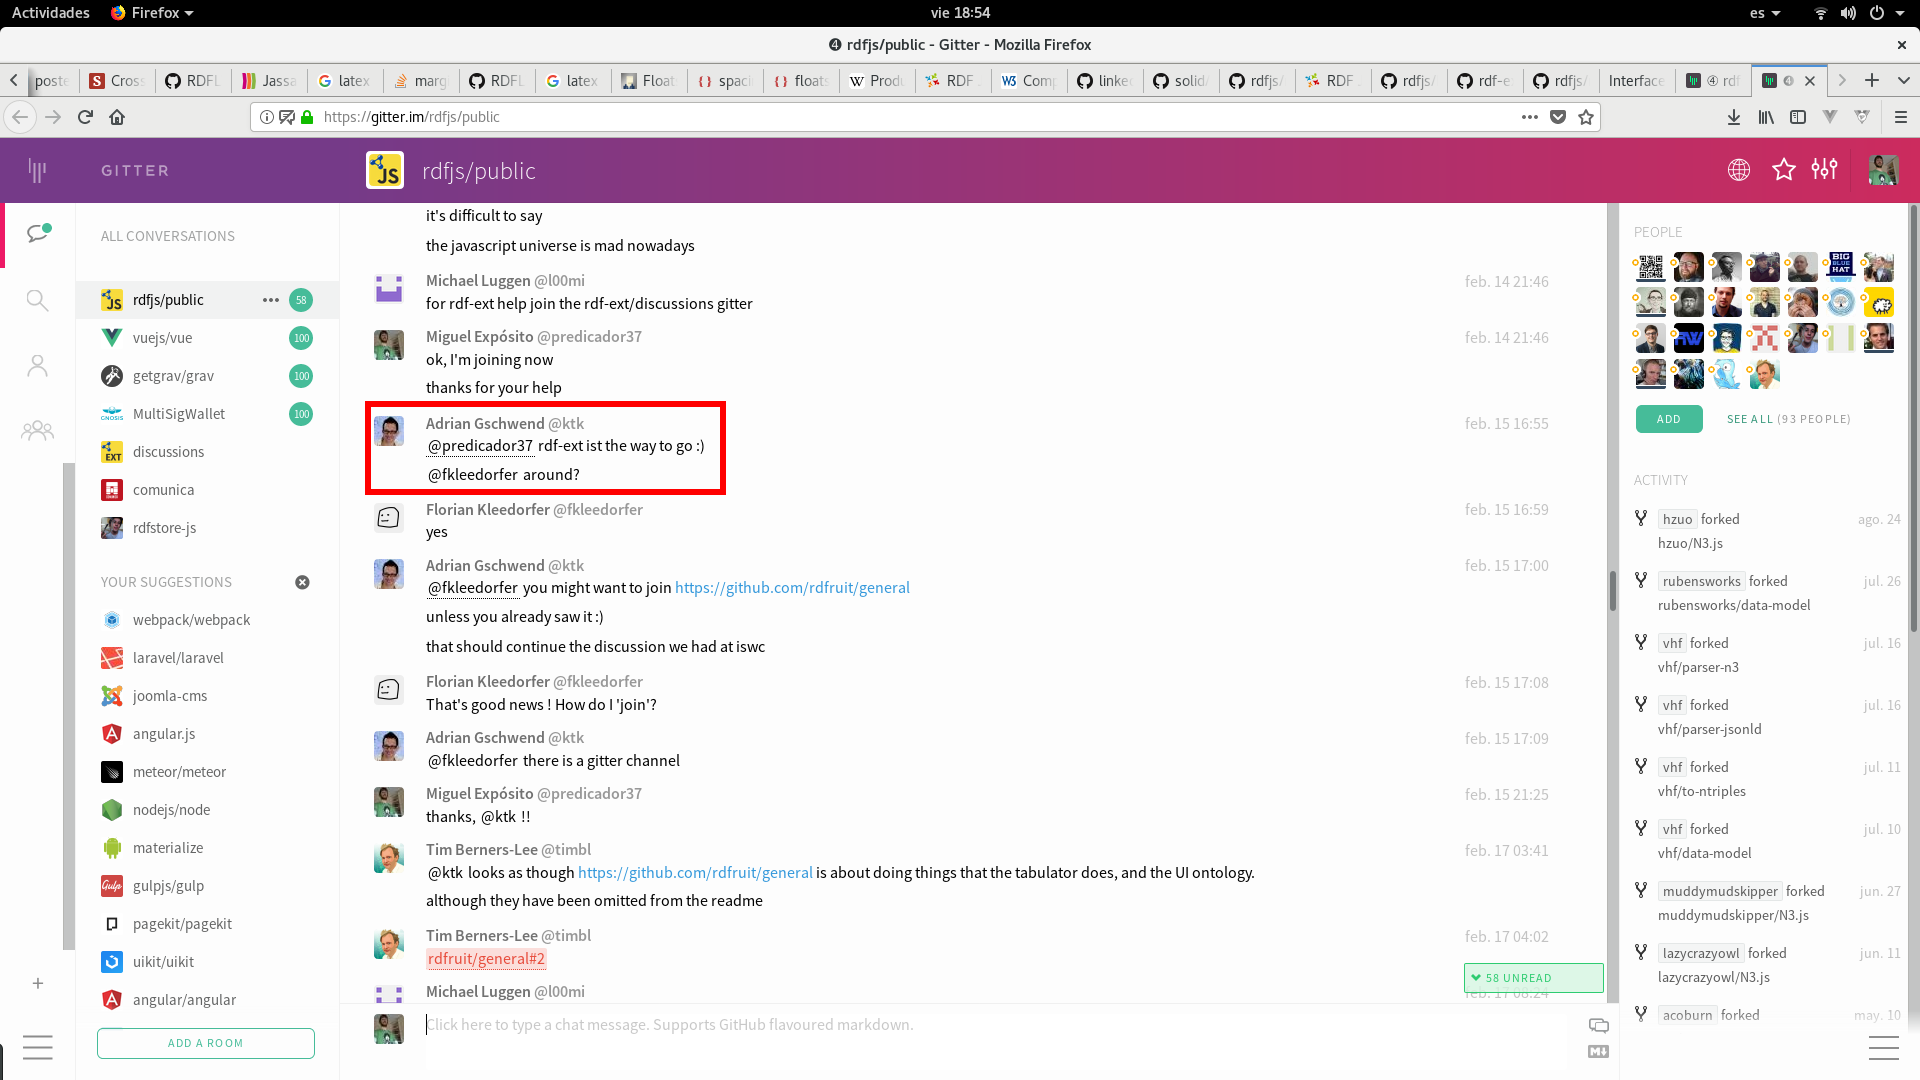 Actividades Firefox vie 18:54 es
④ rdfjs/public - Gitter - Mozilla Firefox
poste Cross RDFL Jassa latex marg RDFL latex Float spaci floats Produ RDF Comp linked solid/ rdfjs/ RDF rdfjs/ rdf-e rdfjs/ Interface ④ rdf ④
https://gitter.im/rdfjs/public
GITTER
rdfjs/public
ALL CONVERSATIONS
rdfjs/public 58
vuejs/vue 100
getgrav/grav 100
MultiSigWallet 100
discussions
comunica
rdfstore-js
YOUR SUGGESTIONS
webpack/webpack
laravel/laravel
joomla-cms
angular.js
meteor/meteor
nodejs/node
materialize
gulpjs/gulp
pagekit/pagekit
uikit/uikit
angular/angular
ADD A ROOM
it's difficult to say
the javascript universe is mad nowadays
Michael Luggen @l00mi feb. 14 21:46
for rdf-ext help join the rdf-ext/discussions gitter
Miguel Expósito @predicador37 feb. 14 21:46
ok, I'm joining now
thanks for your help
Adrian Gschwend @ktk feb. 15 16:55
@predicador37 rdf-ext ist the way to go :)
@fkleedorfer around?
Florian Kleedorfer @fkleedorfer feb. 15 16:59
yes
Adrian Gschwend @ktk feb. 15 17:00
@fkleedorfer you might want to join https://github.com/rdfruit/general
unless you already saw it :)
that should continue the discussion we had at iswc
Florian Kleedorfer @fkleedorfer feb. 15 17:08
That's good news ! How do I 'join'?
Adrian Gschwend @ktk feb. 15 17:09
@fkleedorfer there is a gitter channel
Miguel Expósito @predicador37 feb. 15 21:25
thanks, @ktk !!
Tim Berners-Lee @timbl feb. 17 03:41
@ktk looks as though https://github.com/rdfruit/general is about doing things that the tabulator does, and the UI ontology.
although they have been omitted from the readme
Tim Berners-Lee @timbl feb. 17 04:02
rdfruit/general#2
58 UNREAD
Michael Luggen @l00mi feb. 17 08:24
Click here to type a chat message. Supports GitHub flavoured markdown.
PEOPLE
BIG BLUE HAT
ADD SEE ALL (93 PEOPLE)
ACTIVITY
hzuo forked ago. 24
hzuo/N3.js
rubensworks forked jul. 26
rubensworks/data-model
vhf forked jul. 16
vhf/parser-n3
vhf forked jul. 16
vhf/parser-jsonld
vhf forked jul. 11
vhf/to-ntriples
vhf forked jul. 10
vhf/data-model
muddymudskipper forked jun. 27
muddymudskipper/N3.js
lazycrazyowl forked jun. 11
lazycrazyowl/N3.js
acoburn forked may. 10